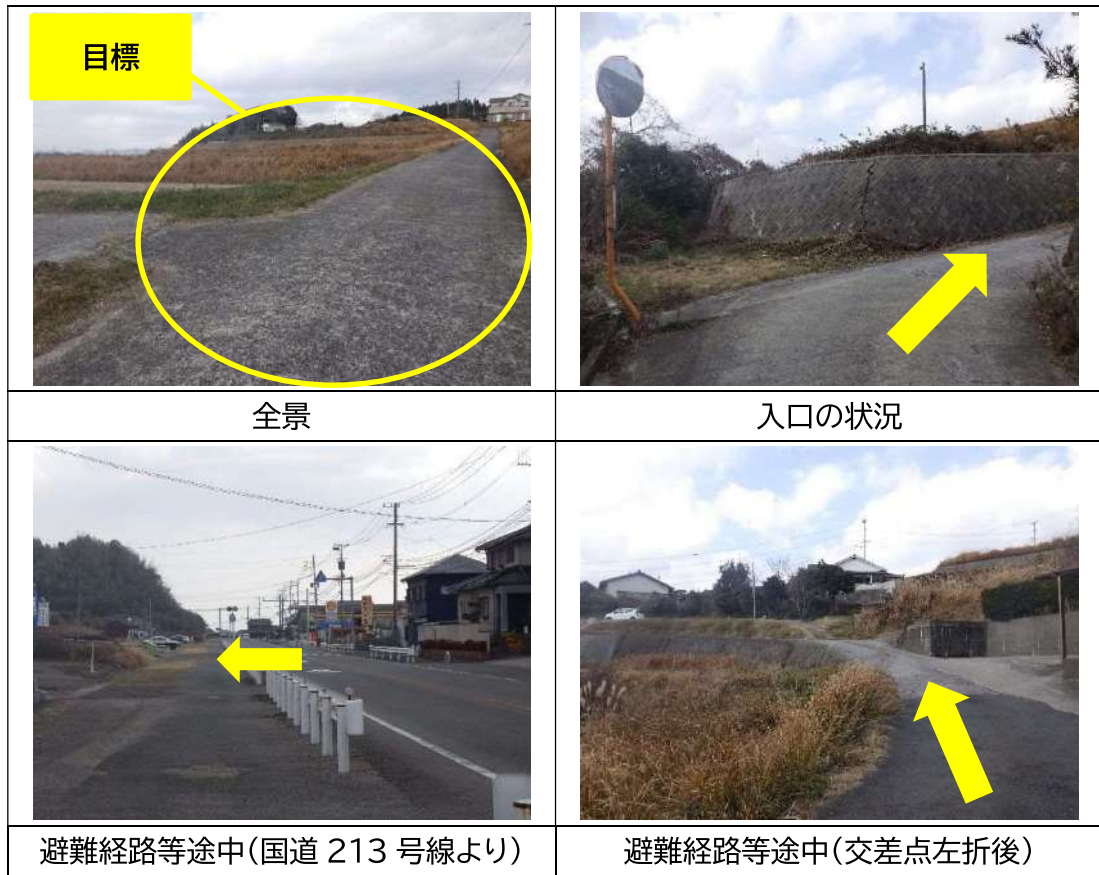 目標
全景
入口の状況
避難経路等途中(国道 213 号線より)
避難経路等途中(交差点左折後)